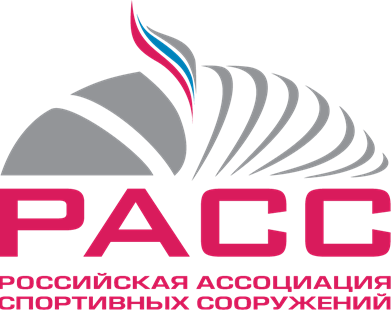 РАСС
РОССИЙСКАЯ АССОЦИАЦИЯ
СПОРТИВНЫХ СООРУЖЕНИЙ